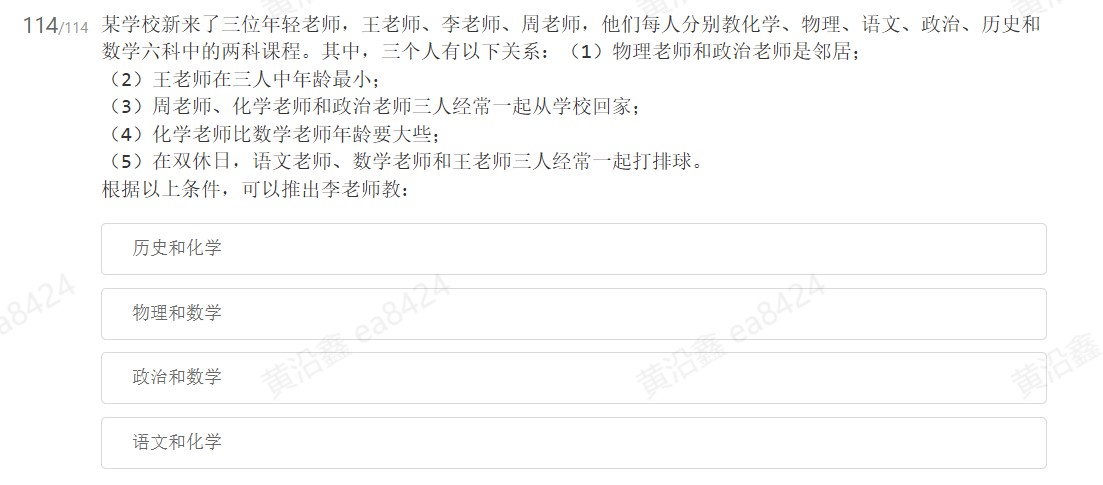 114/114 某学校新来了三位年轻老师，王老师、李老师、周老师，他们每人分别教化学、物理、语文、政治、历史和
数学六科中的两科课程。其中，三个人有以下关系：（1）物理老师和政治老师是邻居；
（2）王老师在三人中年龄最小；
（3）周老师、化学老师和政治老师三人经常一起从学校回家；
（4）化学老师比数学老师年龄要大些；
（5）在双休日，语文老师、数学老师和王老师三人经常一起打排球。
根据以上条件，可以推出李老师教：
历史和化学
物理和数学
政治和数学
语文和化学
ea8424
黄沿鑫 ea8424
黄沿鑫 ea8424
黄沿鑫